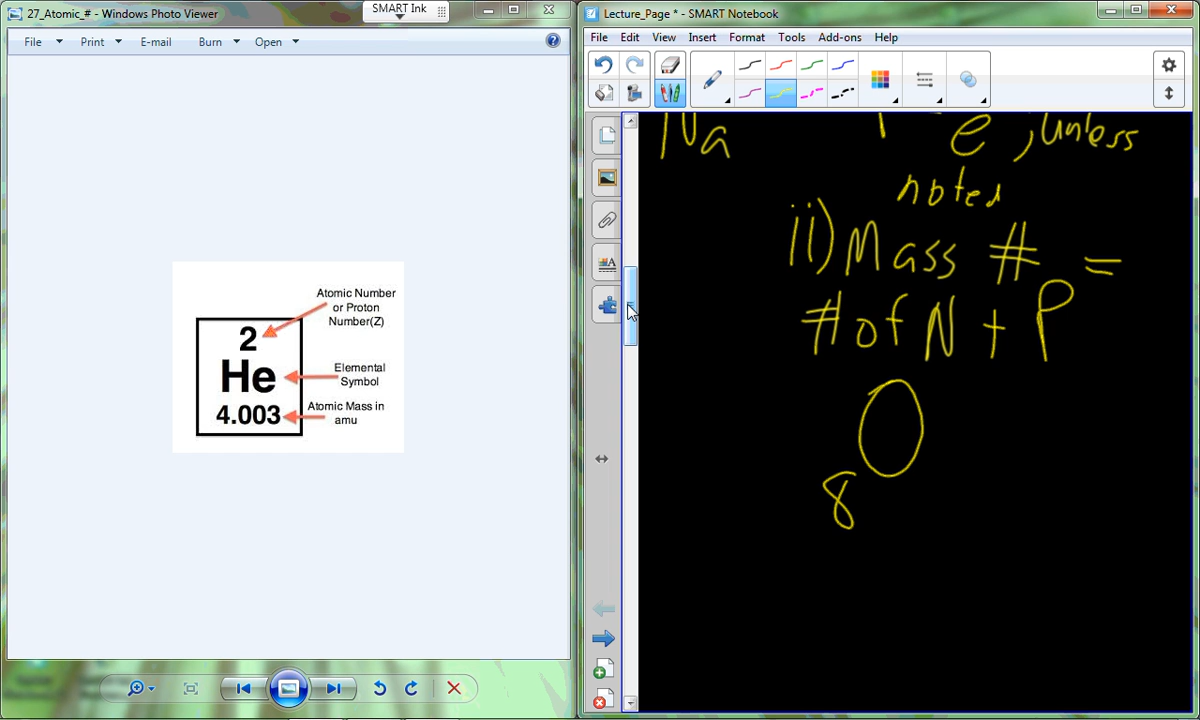 27_Atomic_# - Windows Photo Viewer
SMART Ink
File Print E-mail Burn Open
Atomic Number
or Proton
Number(Z)
2
He
4.003
Elemental
Symbol
Atomic Mass in
amu
Lecture_Page * - SMART Notebook
File Edit View Insert Format Tools Add-ons Help
Na
P = e, unless
noted
ii) Mass # =
# of N + P
O
8